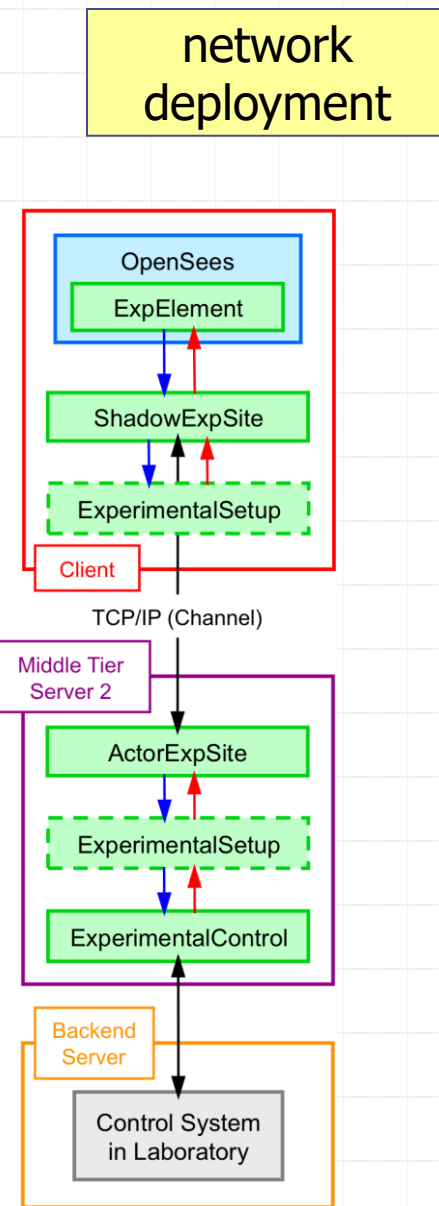 network
deployment
OpenSees
ExpElement
ShadowExpSite
ExperimentalSetup
Client
TCP/IP (Channel)
Middle Tier
Server 2
ActorExpSite
ExperimentalSetup
ExperimentalControl
Backend
Server
Control System
in Laboratory